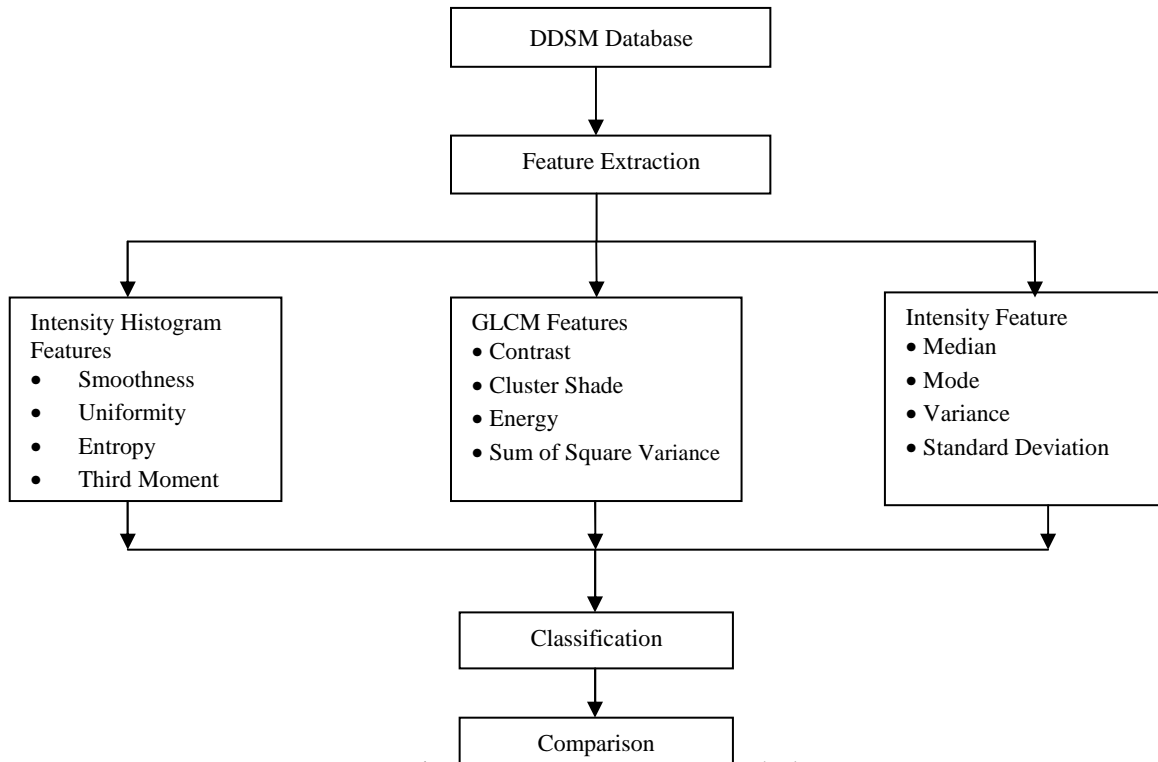 DDSM Database
Feature Extraction
Intensity Histogram
Features
• Smoothness
• Uniformity
• Entropy
• Third Moment
GLCM Features
• Contrast
• Cluster Shade
• Energy
• Sum of Square Variance
Intensity Feature
• Median
• Mode
• Variance
• Standard Deviation
Classification
Comparison